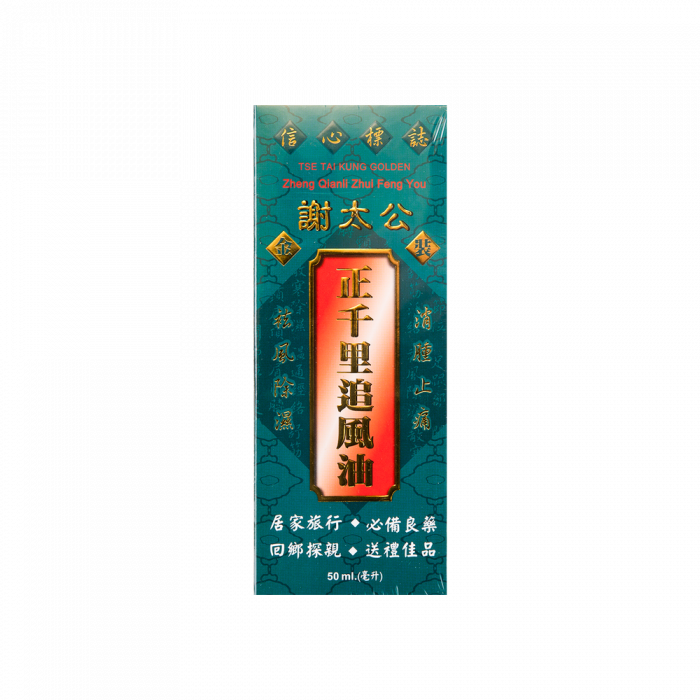 信心標誌
TSE TAI KUNG GOLDEN
Zheng Qianli Zhui Feng You
謝太公
金裝
正千里追風油
祛風除濕
消腫止痛
居家旅行◆必備良藥
回鄉探親◆送禮佳品
50 ml.(毫升)